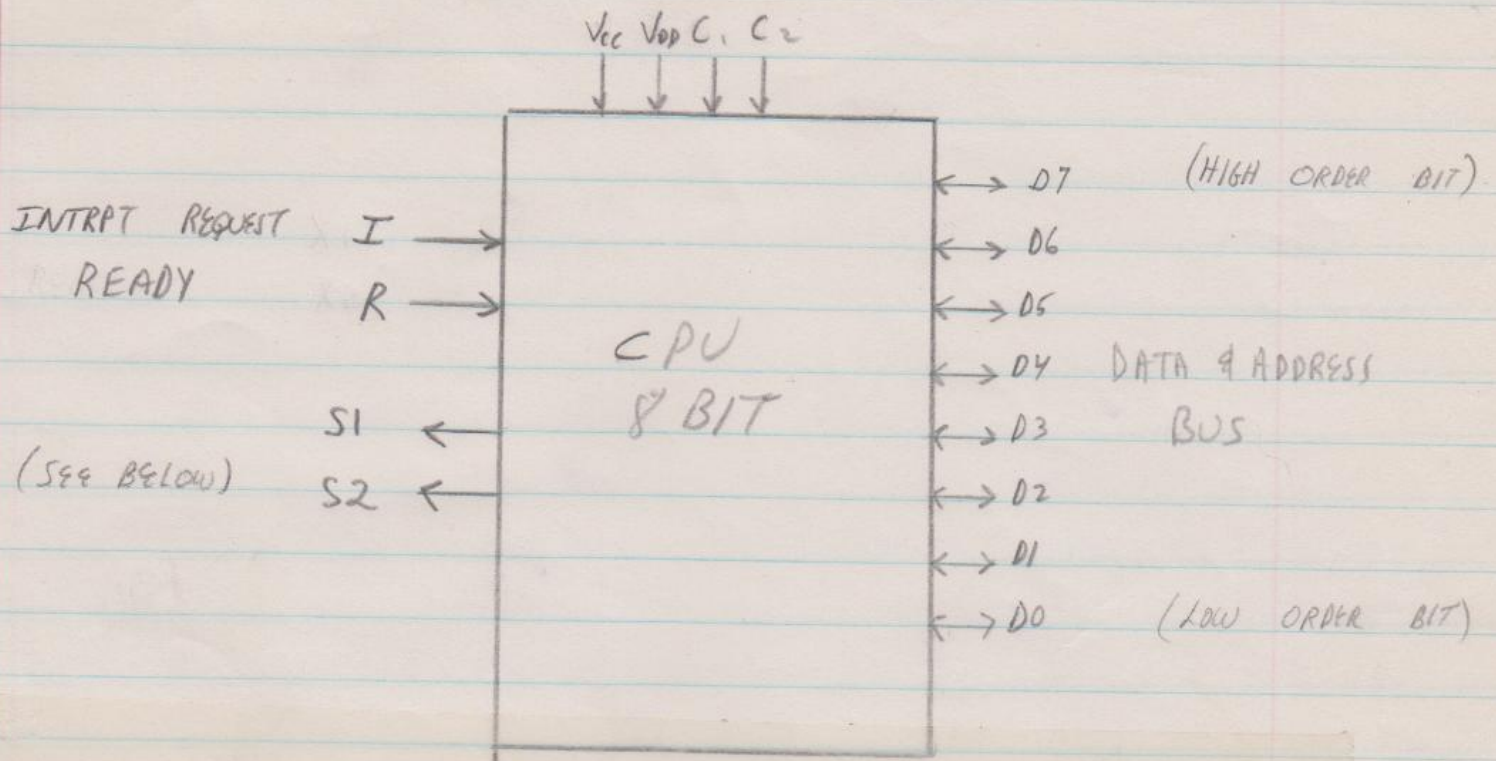 Vcc VDD C1 C2
D7 (HIGH ORDER BIT)
INTRPT REQUEST I
D6
READY R
D5
CPU
8 BIT
D4 DATA & ADDRESS
S1
D3 BUS
(SEE BELOW)
S2
D2
D1
D0 (LOW ORDER BIT)